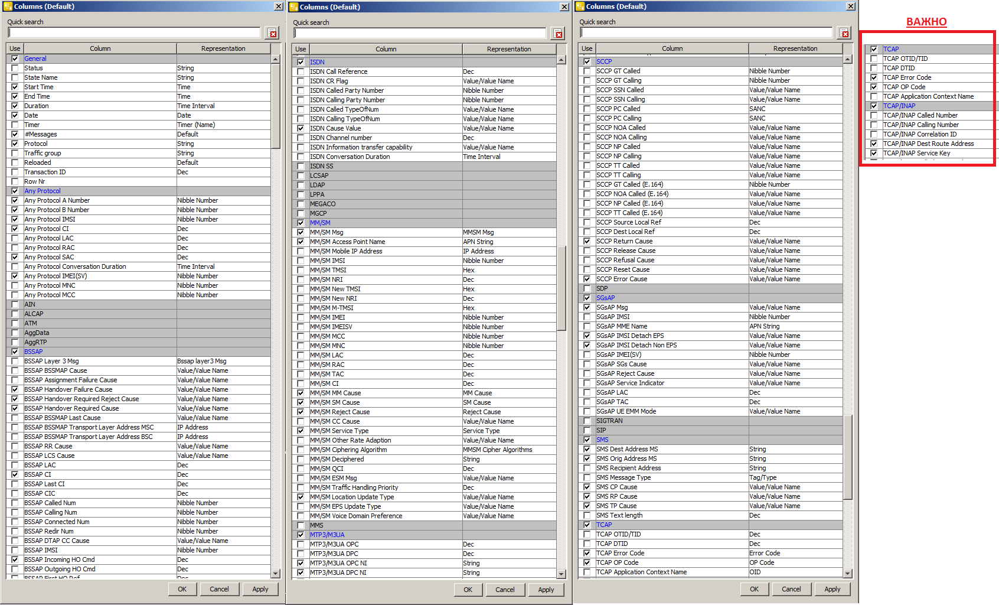 Columns (Default)
Quick search
Use Column Representation
General
Status String
State Name String
Start Time Time
End Time Time
Duration Time Interval
Date Date
Timer Timer (Name)
#Messages Default
Protocol String
Traffic group String
Reloaded Default
Transaction ID Dec
Row Nr
Any Protocol
Any Protocol A Number Nibble Number
Any Protocol B Number Nibble Number
Any Protocol IMSI Nibble Number
Any Protocol CI Dec
Any Protocol LAC Dec
Any Protocol RAC Dec
Any Protocol SAC Dec
Any Protocol Conversation Duration Time Interval
Any Protocol IMEI(SV) Nibble Number
Any Protocol MNC Nibble Number
Any Protocol MCC Nibble Number
AIN
ALCAP
ATM
AggData
AggRTP
BSSAP
BSSAP Layer 3 Msg Bssap layer3 Msg
BSSAP BSSMAP Cause Value/Value Name
BSSAP Assignment Failure Cause Value/Value Name
BSSAP Handover Failure Cause Value/Value Name
BSSAP Handover Required Reject Cause Value/Value Name
BSSAP Handover Required Cause Value/Value Name
BSSAP BSSMAP Last Cause Value/Value Name
BSSAP BSSMAP Transport Layer Address MSC IP Address
BSSAP BSSMAP Transport Layer Address BSC IP Address
BSSAP RR Cause Value/Value Name
BSSAP LCS Cause Value/Value Name
BSSAP LAC Dec
BSSAP CI Dec
BSSAP Last CI Dec
BSSAP CIC Dec
BSSAP Called Num Nibble Number
BSSAP Calling Num Nibble Number
BSSAP Connected Num Nibble Number
BSSAP Redir Num Nibble Number
BSSAP DTAP CC Cause Value/Value Name
BSSAP IMSI Nibble Number
BSSAP Incoming HO Cmd Dec
BSSAP Outgoing HO Cmd Dec
BSSAP First HO Ref Dec
OK Cancel Apply
Columns (Default)
Quick search
Use Column Representation
ISDN
ISDN Call Reference Dec
ISDN CR Flag Value/Value Name
ISDN Called Party Number Nibble Number
ISDN Calling Party Number Nibble Number
ISDN Called TypeOfNum Value/Value Name
ISDN Calling TypeOfNum Value/Value Name
ISDN Cause Value Value/Value Name
ISDN Channel number Dec
ISDN Information transfer capability Value/Value Name
ISDN Conversation Duration Time Interval
ISDN SS
LCSAP
LDAP
LPPA
MEGACO
MGCP
MM/SM
MM/SM Msg MMSM Msg
MM/SM Access Point Name APN String
MM/SM Mobile IP Address IP Address
MM/SM IMSI Nibble Number
MM/SM TMSI Hex
MM/SM NRI Dec
MM/SM New TMSI Hex
MM/SM New NRI Dec
MM/SM M-TMSI Hex
MM/SM IMEI Nibble Number
MM/SM IMEISV Nibble Number
MM/SM MCC Nibble Number
MM/SM MNC Nibble Number
MM/SM LAC Dec
MM/SM RAC Dec
MM/SM TAC Dec
MM/SM CI Dec
MM/SM MM Cause MM Cause
MM/SM SM Cause SM Cause
MM/SM Reject Cause Reject Cause
MM/SM CC Cause Value/Value Name
MM/SM Service Type Service Type
MM/SM Other Rate Adaption Value/Value Name
MM/SM Ciphering Algorithm MMSM Cipher Algorithms
MM/SM Deciphered String
MM/SM QCI Dec
MM/SM ESM Msg Value/Value Name
MM/SM Traffic Handling Priority Dec
MM/SM Location Update Type Value/Value Name
MM/SM EPS Update Type Value/Value Name
MM/SM Voice Domain Preference Value/Value Name
MMS
MTP3/M3UA
MTP3/M3UA OPC Dec
MTP3/M3UA DPC Dec
MTP3/M3UA OPC NI String
MTP3/M3UA DPC NI String
OK Cancel Apply
Columns (Default)
Quick search
Use Column Representation
SCCP
SCCP GT Called Nibble Number
SCCP GT Calling Nibble Number
SCCP SSN Called Value/Value Name
SCCP SSN Calling Value/Value Name
SCCP PC Called SANC
SCCP PC Calling SANC
SCCP NOA Called Value/Value Name
SCCP NOA Calling Value/Value Name
SCCP NP Called Value/Value Name
SCCP NP Calling Value/Value Name
SCCP TT Called Value/Value Name
SCCP TT Calling Value/Value Name
SCCP GT Called (E.164) Nibble Number
SCCP NOA Called (E.164) Value/Value Name
SCCP NP Called (E.164) Value/Value Name
SCCP TT Called (E.164) Value/Value Name
SCCP Source Local Ref Dec
SCCP Dest Local Ref Dec
SCCP Return Cause Value/Value Name
SCCP Release Cause Value/Value Name
SCCP Refusal Cause Value/Value Name
SCCP Reset Cause Value/Value Name
SCCP Error Cause Value/Value Name
SDP
SGsAP
SGsAP Msg Value/Value Name
SGsAP IMSI Nibble Number
SGsAP MME Name APN String
SGsAP IMSI Detach EPS Value/Value Name
SGsAP IMSI Detach Non EPS Value/Value Name
SGsAP IMEI(SV) Nibble Number
SGsAP SGs Cause Value/Value Name
SGsAP Reject Cause Value/Value Name
SGsAP Service Indicator Value/Value Name
SGsAP LAC Dec
SGsAP TAC Dec
SGsAP UE EMM Mode Value/Value Name
SIGTRAN
SIP
SMS
SMS Dest Address MS String
SMS Orig Address MS String
SMS Recipient Address String
SMS Message Type Tag/Type
SMS CP Cause Value/Value Name
SMS RP Cause Value/Value Name
SMS TP Cause Value/Value Name
SMS Text length Dec
TCAP
TCAP OTID/TID Dec
TCAP DTID Dec
TCAP Error Code Error Code
TCAP OP Code OP Code
TCAP Application Context Name OID
OK Cancel Apply
ВАЖНО
TCAP
TCAP OTID/TID
TCAP DTID
TCAP Error Code
TCAP OP Code
TCAP Application Context Name
TCAP/INAP
TCAP/INAP Called Number
TCAP/INAP Calling Number
TCAP/INAP Correlation ID
TCAP/INAP Dest Route Address
TCAP/INAP Service Key